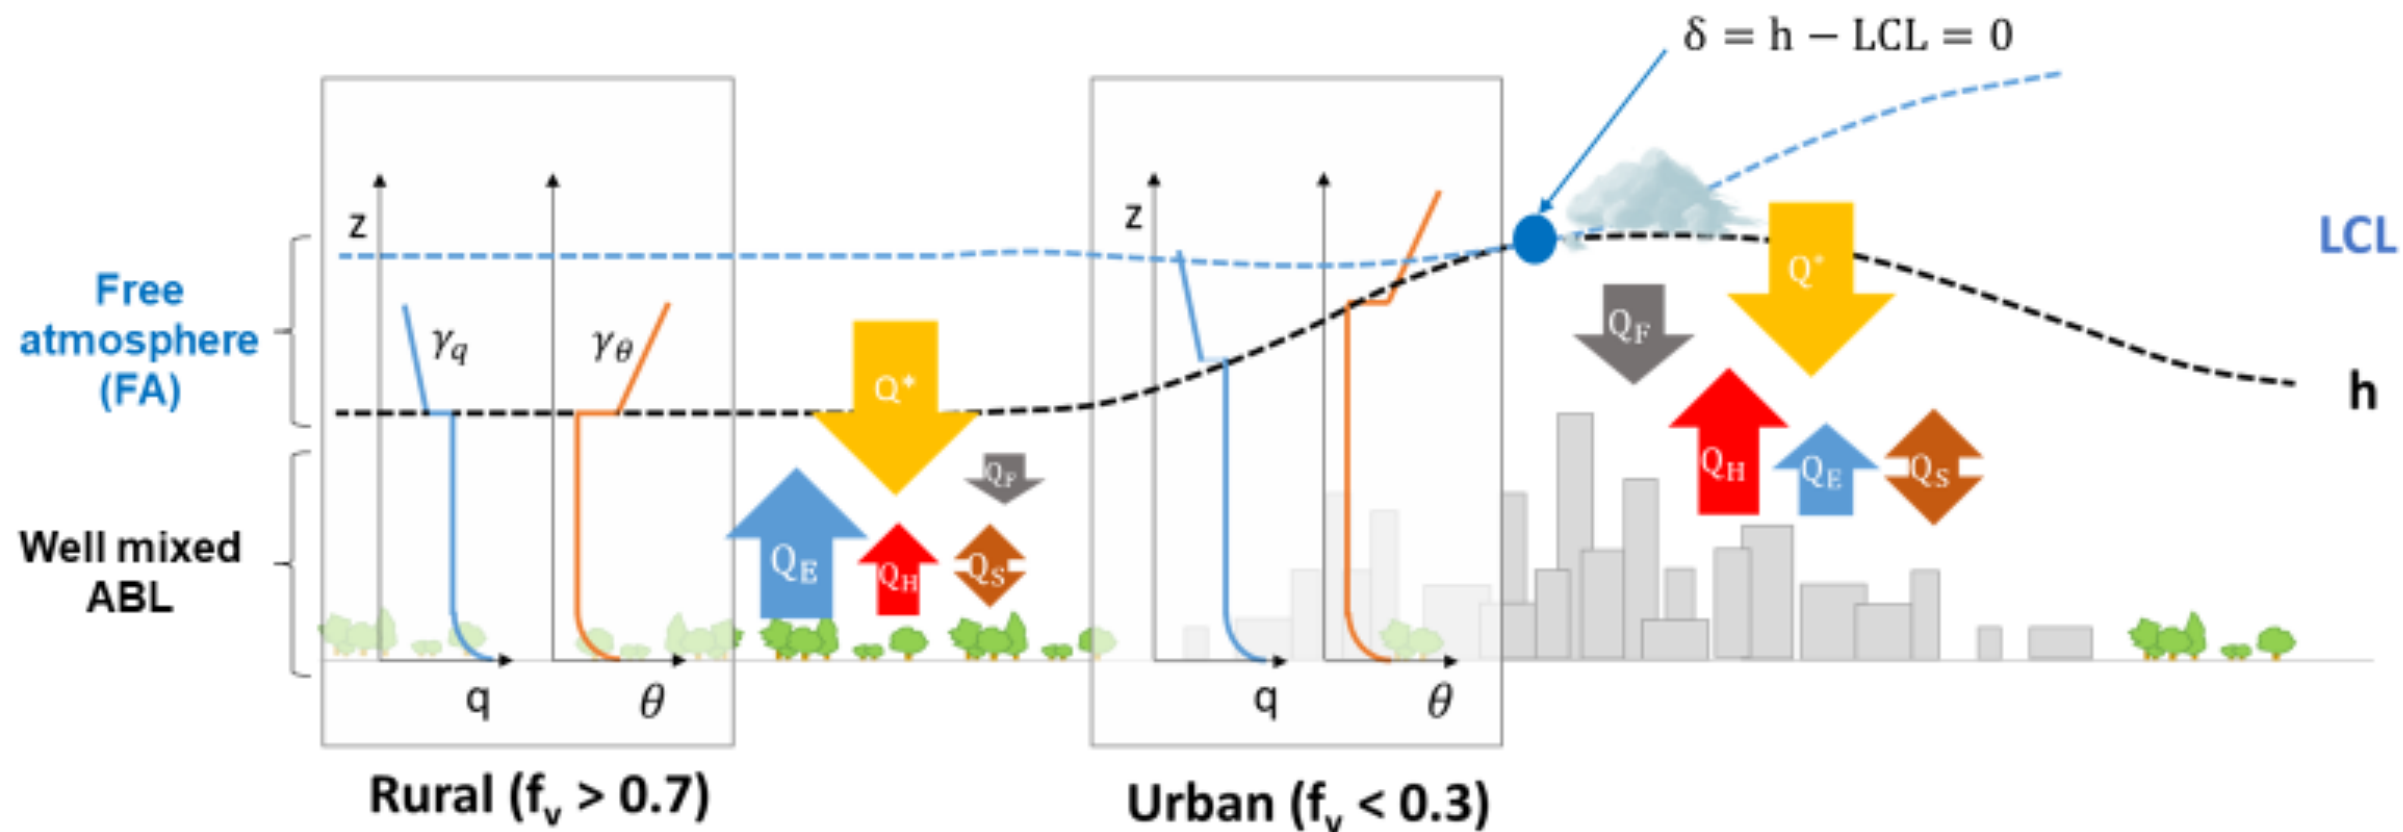 δ = h − LCL = 0
z
z
LCL
Free
atmosphere
(FA)
γq
γθ
Q*
Q*
QF
QF
h
Well mixed
ABL
QE
QH
QS
QH
QE
QS
q
θ
q
θ
Rural (fv > 0.7)
Urban (fv < 0.3)